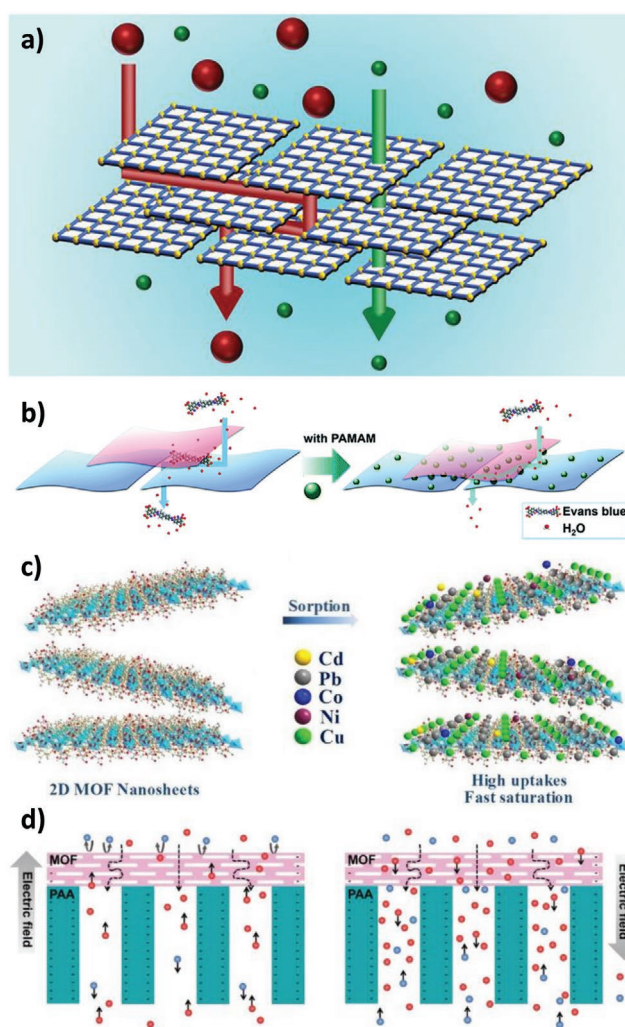 a)
b)
with PAMAM
Evans blue
H₂O
c)
Sorption
Cd
Pb
Co
Ni
Cu
2D MOF Nanosheets
High uptakes
Fast saturation
d)
MOF
PAA
Electric field
MOF
PAA
Electric field